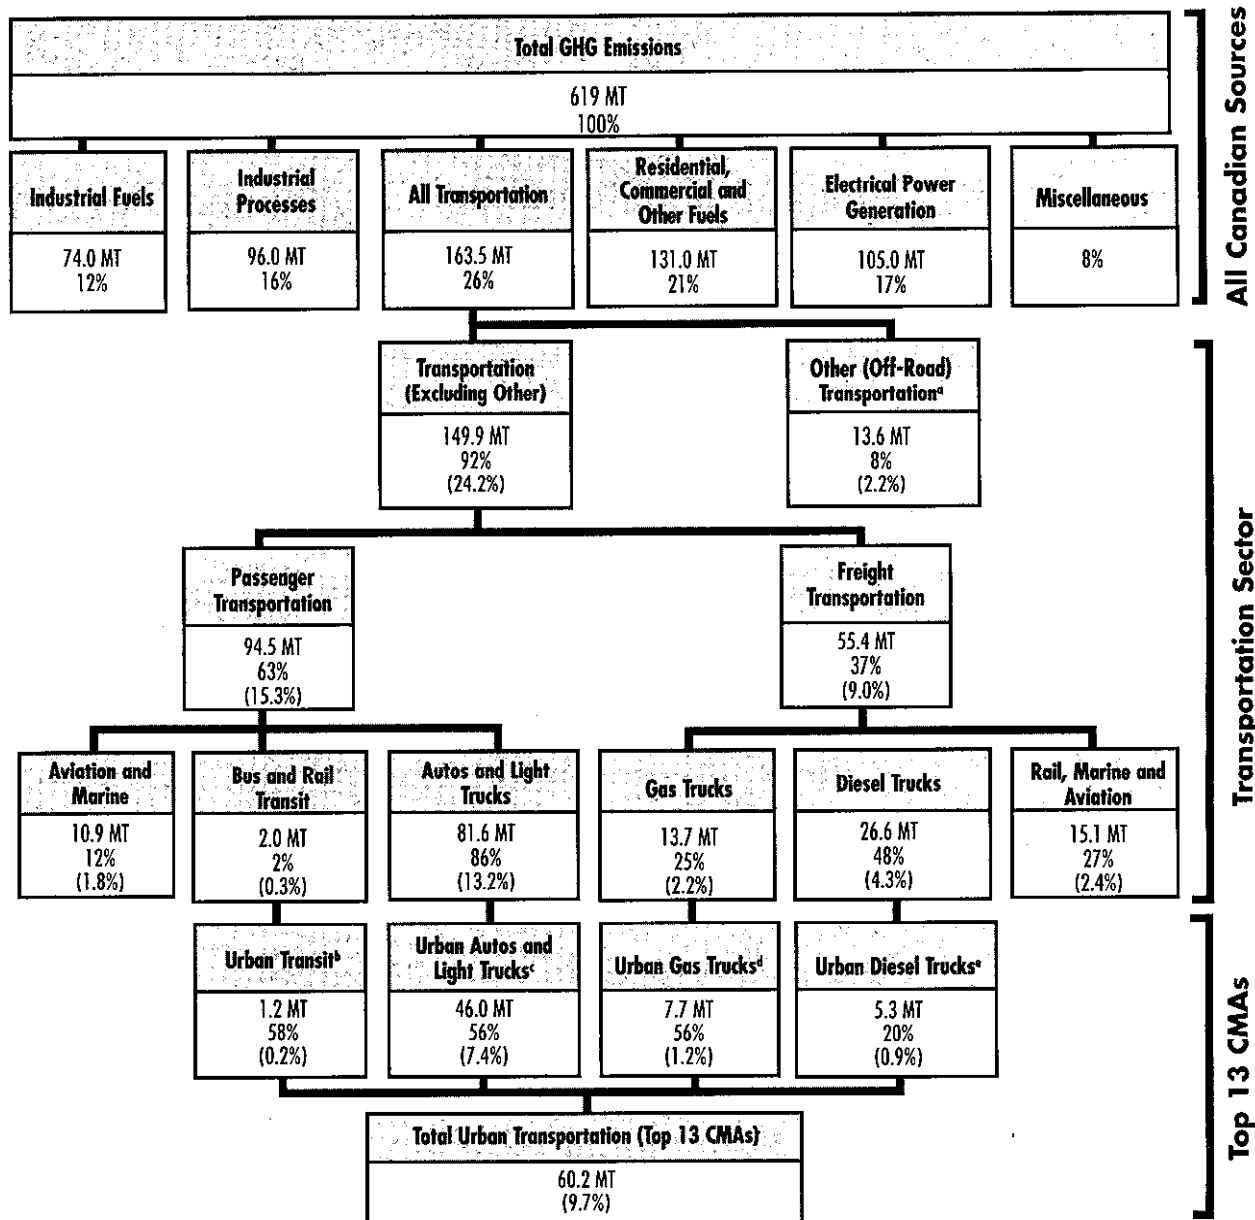 Total GHG Emissions
619 MT
100%
Industrial Fuels
74.0 MT
12%
Industrial
Processes
96.0 MT
16%
All Transportation
163.5 MT
26%
Residential,
Commercial and
Other Fuels
131.0 MT
21%
Electrical Power
Generation
105.0 MT
17%
Miscellaneous
8%
All Canadian Sources
Transportation
(Excluding Other)
149.9 MT
92%
(24.2%)
Other (Off-Road)
Transportationᵃ
13.6 MT
8%
(2.2%)
Passenger
Transportation
94.5 MT
63%
(15.3%)
Freight
Transportation
55.4 MT
37%
(9.0%)
Aviation and
Marine
10.9 MT
12%
(1.8%)
Bus and Rail
Transit
2.0 MT
2%
(0.3%)
Autos and Light
Trucks
81.6 MT
86%
(13.2%)
Gas Trucks
13.7 MT
25%
(2.2%)
Diesel Trucks
26.6 MT
48%
(4.3%)
Rail, Marine and
Aviation
15.1 MT
27%
(2.4%)
Transportation Sector
Urban Transitᵇ
1.2 MT
58%
(0.2%)
Urban Autos and
Light Trucksᶜ
46.0 MT
56%
(7.4%)
Urban Gas Trucksᵈ
7.7 MT
56%
(1.2%)
Urban Diesel Trucksᵉ
5.3 MT
20%
(0.9%)
Total Urban Transportation (Top 13 CMAs)
60.2 MT
(9.7%)
Top 13 CMAs